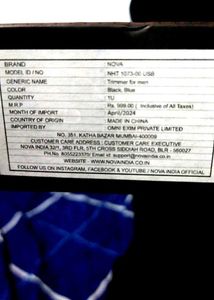 BRAND NOVA
MODEL ID / NO NHT 1073-00 USB
GENERIC NAME Trimmer for men
COLOR Black, Blue
QUANTITY 1U
M.R.P Rs. 999.00 ( Inclusive of All Taxes)
MONTH OF IMPORT April/2024
COUNTRY OF ORIGIN MADE IN CHINA
IMPORTED BY OMNI EXIM PRIVATE LIMITED
NO. 351, KATHA BAZAR MUMBAI-400009
CUSTOMER CARE ADDRESS : CUSTOMER CARE EXECUTIVE
NOVA INDIA 32/1, 3RD FLR, 5TH CROSS SIDDIAH ROAD, BLR - 560027
Ph No. 8055223370/ Email id: support@novaindia.co.in
WEBSITE - WWW.NOVAINDIA.CO.IN
FOLLOW US ON INSTAGRAM, FACEBOOK & YOUTUBE / NOVA INDIA OFFICIAL